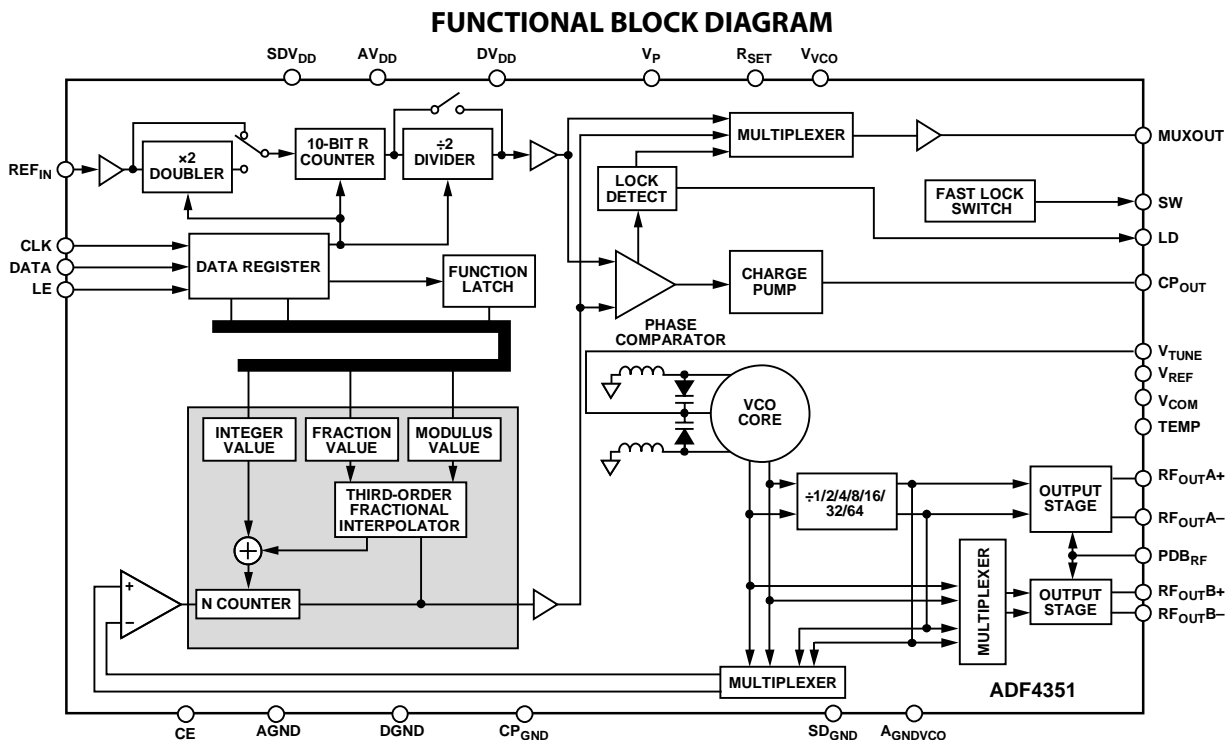 FUNCTIONAL BLOCK DIAGRAM
SDVDD
AVDD
DVDD
VP
RSET
VVCO
REFIN
×2
DOUBLER
10-BIT R
COUNTER
÷2
DIVIDER
MULTIPLEXER
MUXOUT
LOCK
DETECT
FAST LOCK
SWITCH
SW
LD
CLK
DATA
LE
DATA REGISTER
FUNCTION
LATCH
CHARGE
PUMP
CPOUT
PHASE
COMPARATOR
VTUNE
VREF
VCOM
TEMP
VCO
CORE
INTEGER
VALUE
FRACTION
VALUE
MODULUS
VALUE
THIRD-ORDER
FRACTIONAL
INTERPOLATOR
÷1/2/4/8/16/
32/64
OUTPUT
STAGE
RFOUTA+
RFOUTA–
PDBRF
+
–
N COUNTER
MULTIPLEXER
OUTPUT
STAGE
RFOUTB+
RFOUTB–
MULTIPLEXER
ADF4351
CE
AGND
DGND
CPGND
SDGND
AGNDVCO